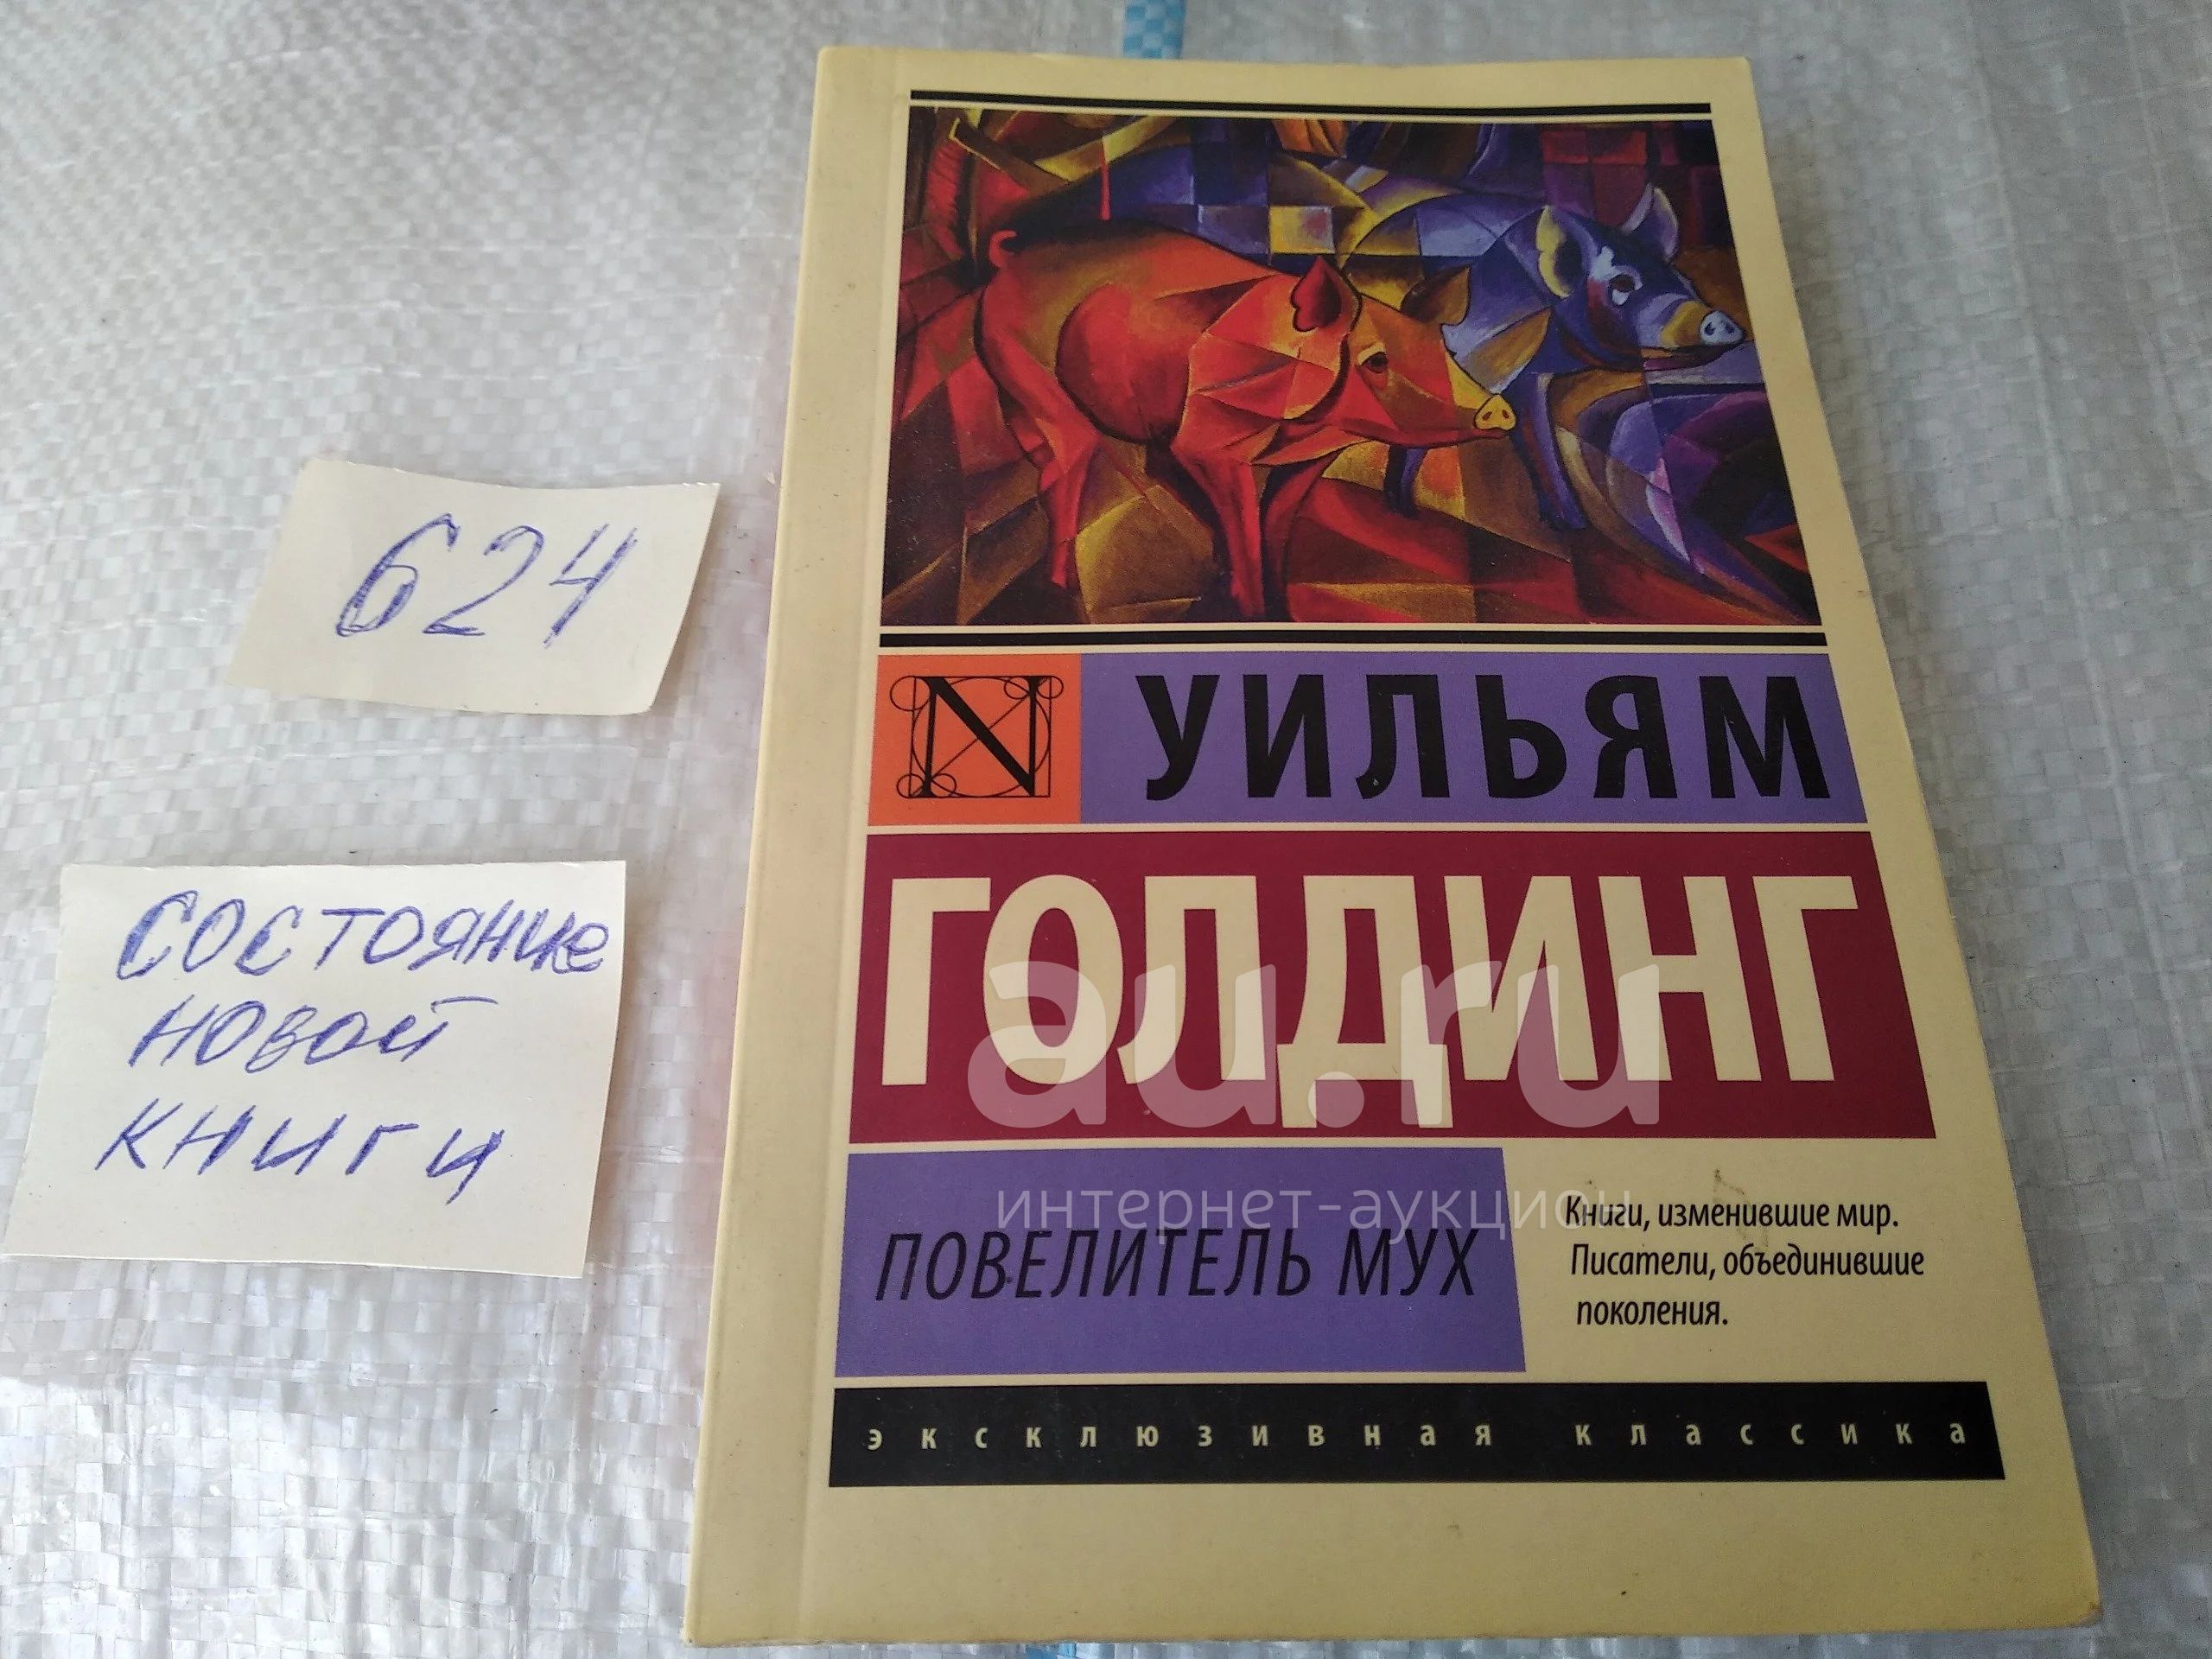 624
СОСТОЯНИЕ
НОВОЙ
КНИГИ
N
УИЛЬЯМ
ГОЛДИНГ
au.ru
интернет-аукцион
ПОВЕЛИТЕЛЬ МУХ
Книги, изменившие мир.
Писатели, объединившие
поколения.
эксклюзивная классика